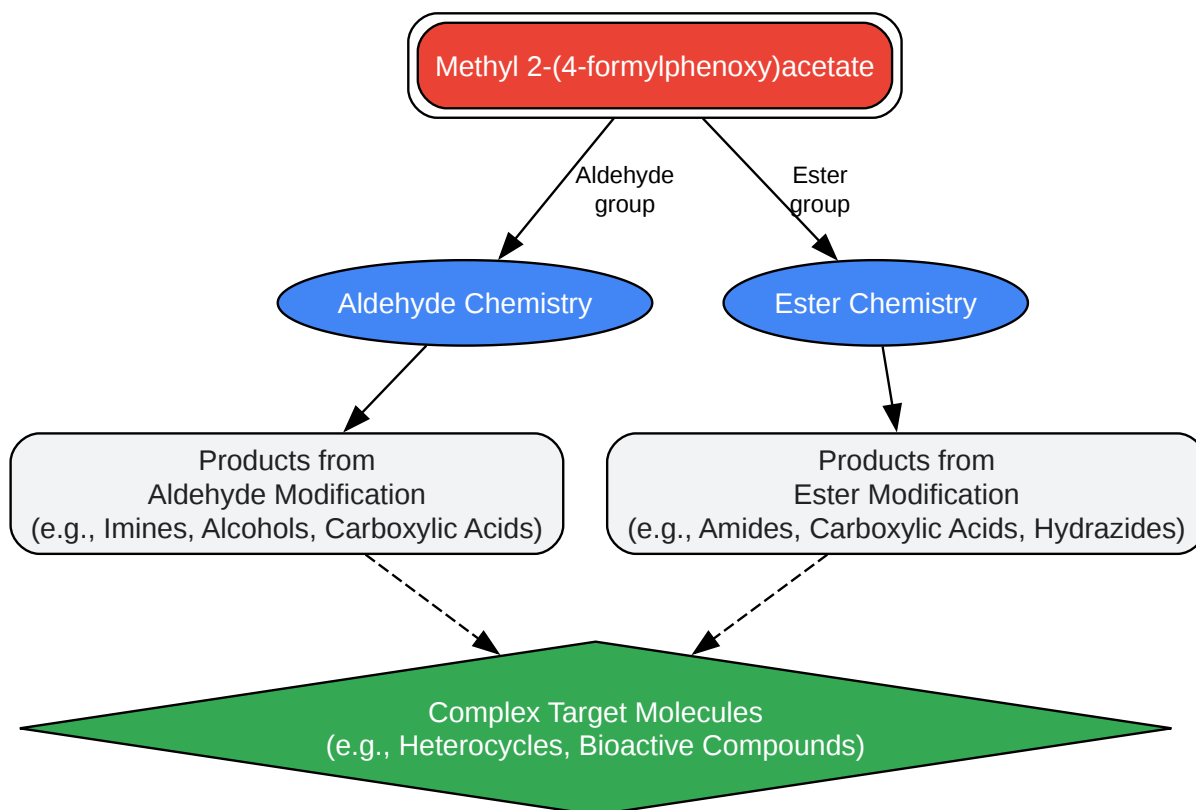 Methyl 2-(4-formylphenoxy)acetate
Aldehyde
group
Ester
group
Aldehyde Chemistry
Ester Chemistry
Products from
Aldehyde Modification
(e.g., Imines, Alcohols, Carboxylic Acids)
Products from
Ester Modification
(e.g., Amides, Carboxylic Acids, Hydrazides)
Complex Target Molecules
(e.g., Heterocycles, Bioactive Compounds)